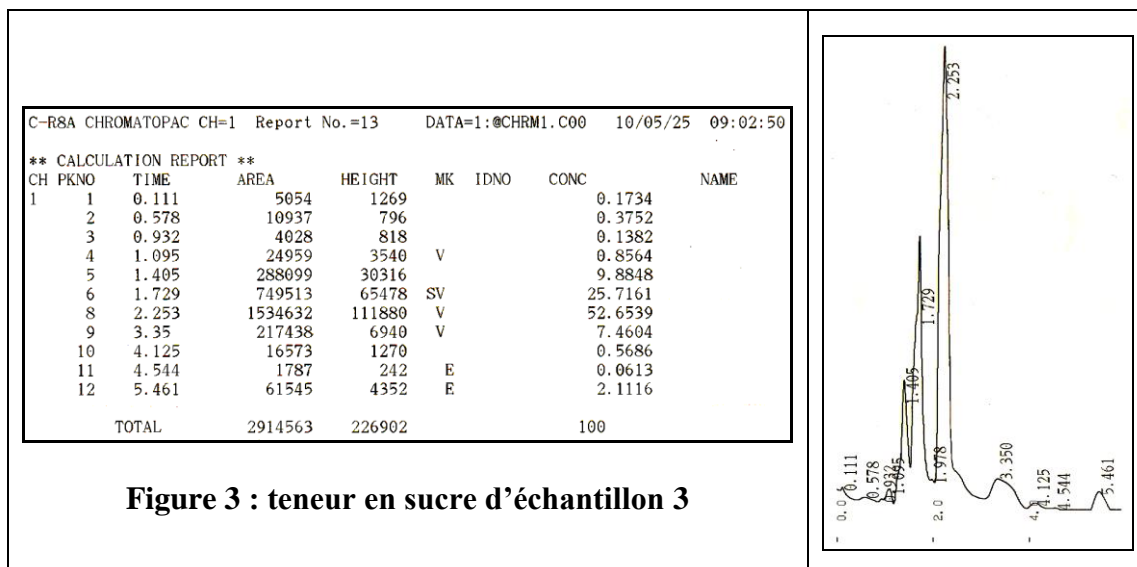 C-R8A CHROMATOPAC CH=1 Report No.=13 DATA=1:@CHRM1.C00 10/05/25 09:02:50
** CALCULATION REPORT **
CH PKNO TIME AREA HEIGHT MK IDNO CONC NAME
1 1 0.111 5054 1269 0.1734
2 0.578 10937 796 0.3752
3 0.932 4028 818 0.1382
4 1.095 24959 3540 V 0.8564
5 1.405 288099 30316 9.8848
6 1.729 749513 65478 SV 25.7161
8 2.253 1534632 111880 V 52.6539
9 3.35 217438 6940 V 7.4604
10 4.125 16573 1270 0.5686
11 4.544 1787 242 E 0.0613
12 5.461 61545 4352 E 2.1116
TOTAL 2914563 226902 100
Figure 3 : teneur en sucre d'échantillon 3
0.111
0.578
0.932
1.095
1.405
1.729
1.978
2.253
3.350
4.125
4.544
5.461
- 0.0
- 2.0